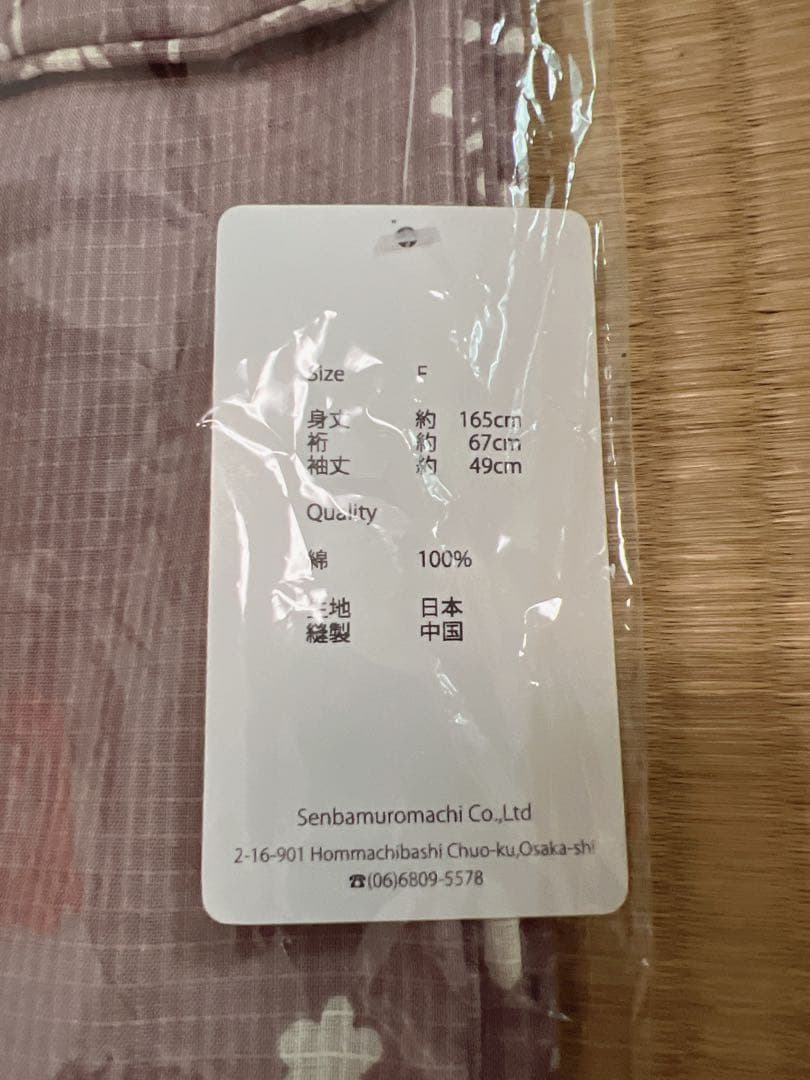 Size F
身丈 約 165cm
裄 約 67cm
袖丈 約 49cm
Quality
綿 100%
生地 日本
縫製 中国
Senbamuromachi Co.,Ltd
2-16-901 Hommachibashi Chuo-ku,Osaka-shi
☎(06)6809-5578